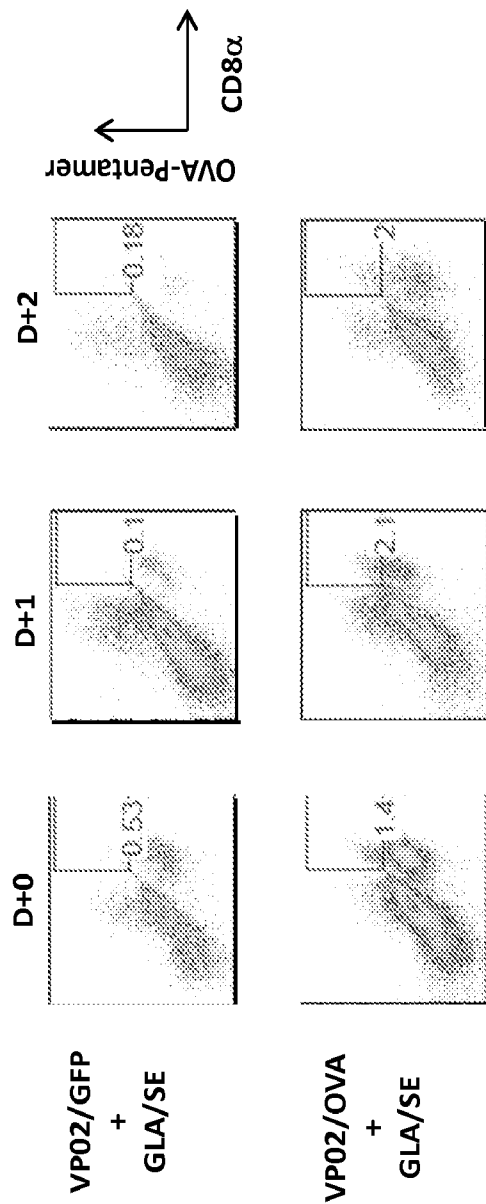 D+0
D+1
D+2
VP02/GFP
+
GLA/SE
0.53
0.1
0.18
OVA-Pentamer
CD8α
VP02/OVA
+
GLA/SE
1.4
2.1
2